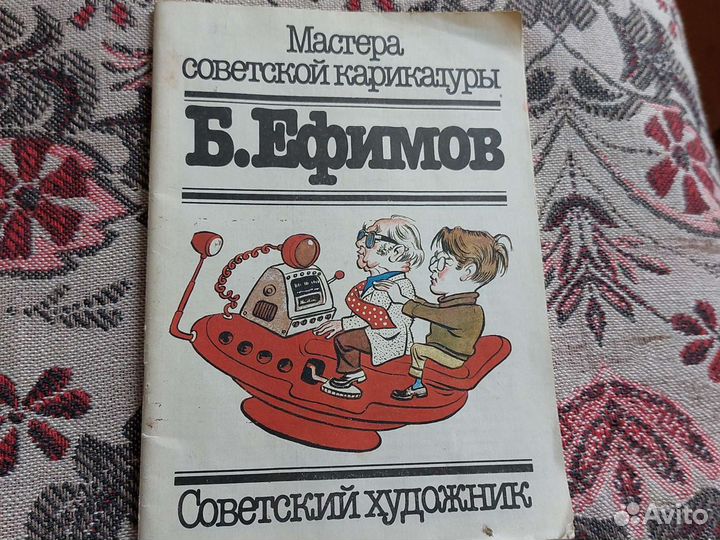 Мастера
советской карикатуры
Б.Ефимов
Советский художник
Avito